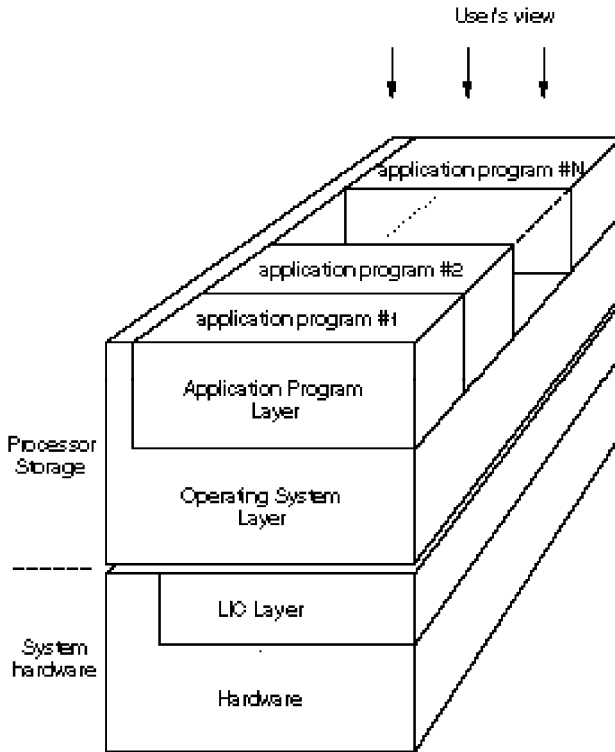 User's view
application program #N
application program #2
application program #1
Application Program
Layer
Processor
Storage
Operating System
Layer
LIC Layer
System
hardware
Hardware